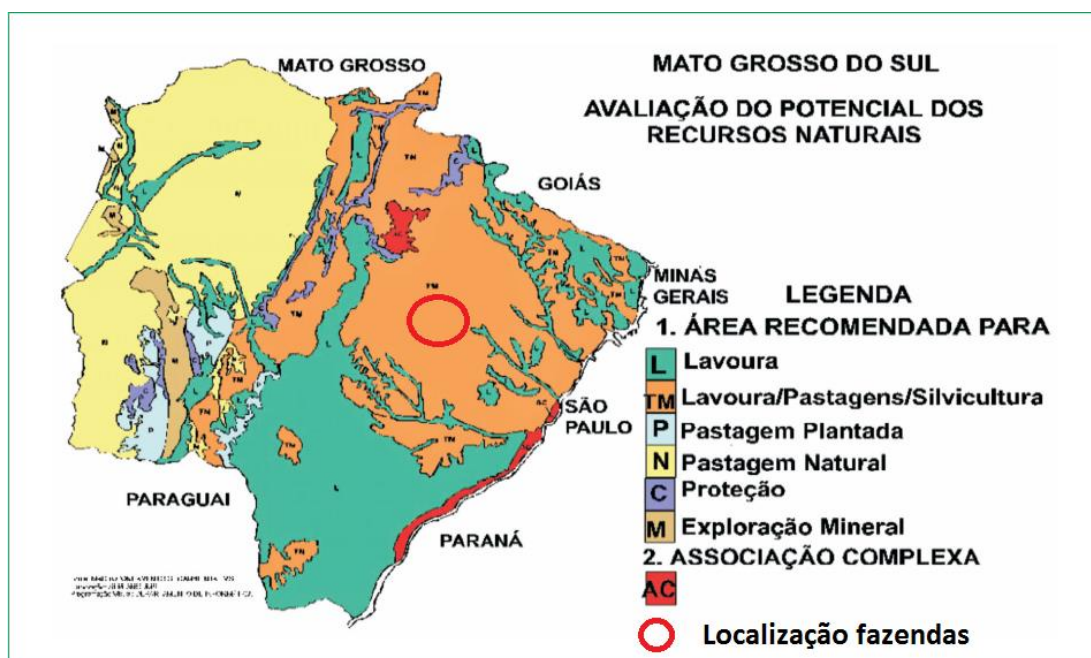 MATO GROSSO
MATO GROSSO DO SUL
AVALIAÇÃO DO POTENCIAL DOS
RECURSOS NATURAIS
GOIÁS
MINAS
GERAIS
SÃO
PAULO
PARANÁ
PARAGUAI
LEGENDA
1. ÁREA RECOMENDADA PARA
L Lavoura
TM Lavoura/Pastagens/Silvicultura
P Pastagem Plantada
N Pastagem Natural
C Proteção
M Exploração Mineral
2. ASSOCIAÇÃO COMPLEXA
AC
Localização fazendas